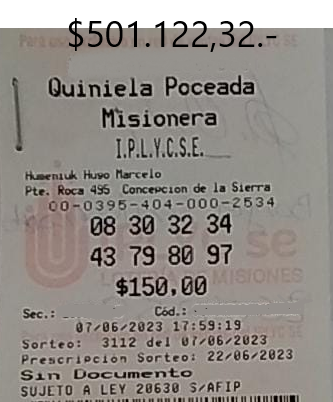 $501.122,32.-
Quiniela Poceada
Misionera
I.P.L.Y.C.S.E.
Humeniuk Hugo Marcelo
Pte. Roca 495 Concepcion de la Sierra
00-0395-404-000-2534
08 30 32 34
43 79 80 97
$150,00
Sec.: Cód.:
07/06/2023 17:59:19
Sorteo: 3112 del 07/06/2023
Prescripción Sorteo: 22/06/2023
Sin Documento
SUJETO A LEY 20630 S/AFIP